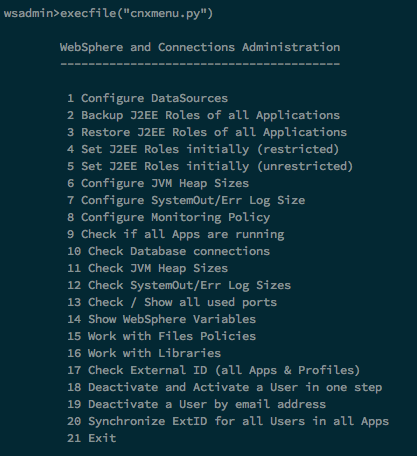 wsadmin>execfile("cnxmenu.py")
WebSphere and Connections Administration
----------------------------------------
1 Configure DataSources
2 Backup J2EE Roles of all Applications
3 Restore J2EE Roles of all Applications
4 Set J2EE Roles initially (restricted)
5 Set J2EE Roles initially (unrestricted)
6 Configure JVM Heap Sizes
7 Configure SystemOut/Err Log Size
8 Configure Monitoring Policy
9 Check if all Apps are running
10 Check Database connections
11 Check JVM Heap Sizes
12 Check SystemOut/Err Log Sizes
13 Check / Show all used ports
14 Show WebSphere Variables
15 Work with Files Policies
16 Work with Libraries
17 Check External ID (all Apps & Profiles)
18 Deactivate and Activate a User in one step
19 Deactivate a User by email address
20 Synchronize ExtID for all Users in all Apps
21 Exit